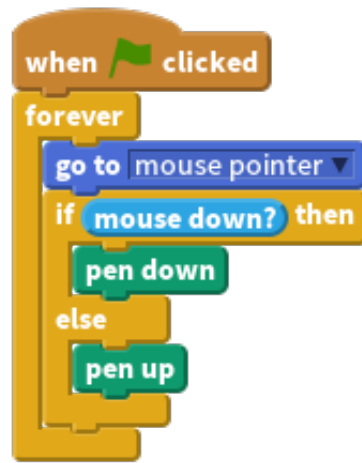 when clicked
forever
go to mouse pointer
if mouse down? then
pen down
else
pen up